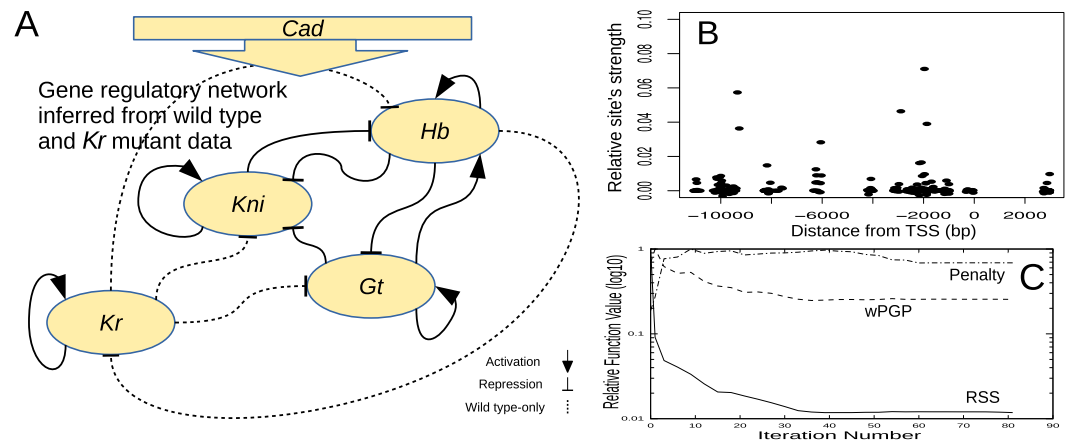 A
Cad
Gene regulatory network
inferred from wild type
and Kr mutant data
Hb
Kni
Gt
Kr
Activation
Repression
Wild type-only
B
Relative site's strength
0.10
0.08
0.06
0.04
0.02
0.00
−10000 −6000 −2000 0 2000
Distance from TSS (bp)
C
Relative Function Value (log10)
1
0.1
0.01
Penalty
wPGP
RSS
0 10 20 30 40 50 60 70 80 90
Iteration Number